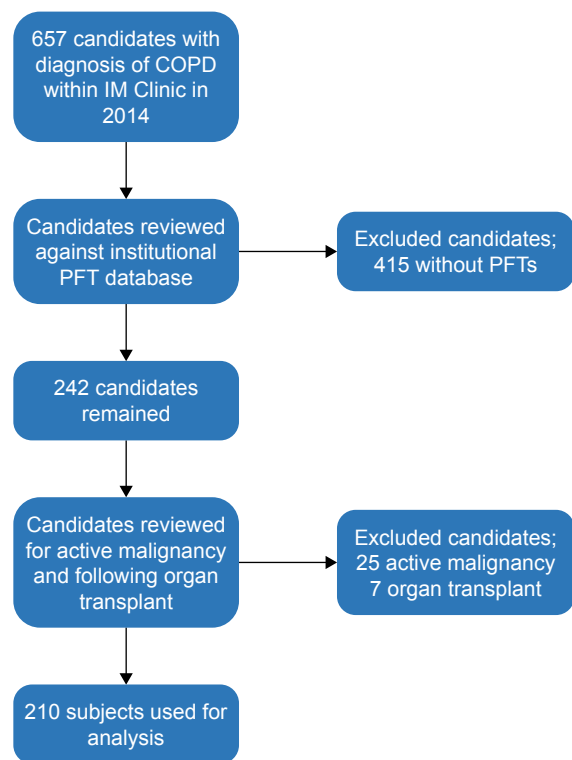 657 candidates with
diagnosis of COPD
within IM Clinic in
2014
Candidates reviewed
against institutional
PFT database
Excluded candidates;
415 without PFTs
242 candidates
remained
Candidates reviewed
for active malignancy
and following organ
transplant
Excluded candidates;
25 active malignancy
7 organ transplant
210 subjects used for
analysis